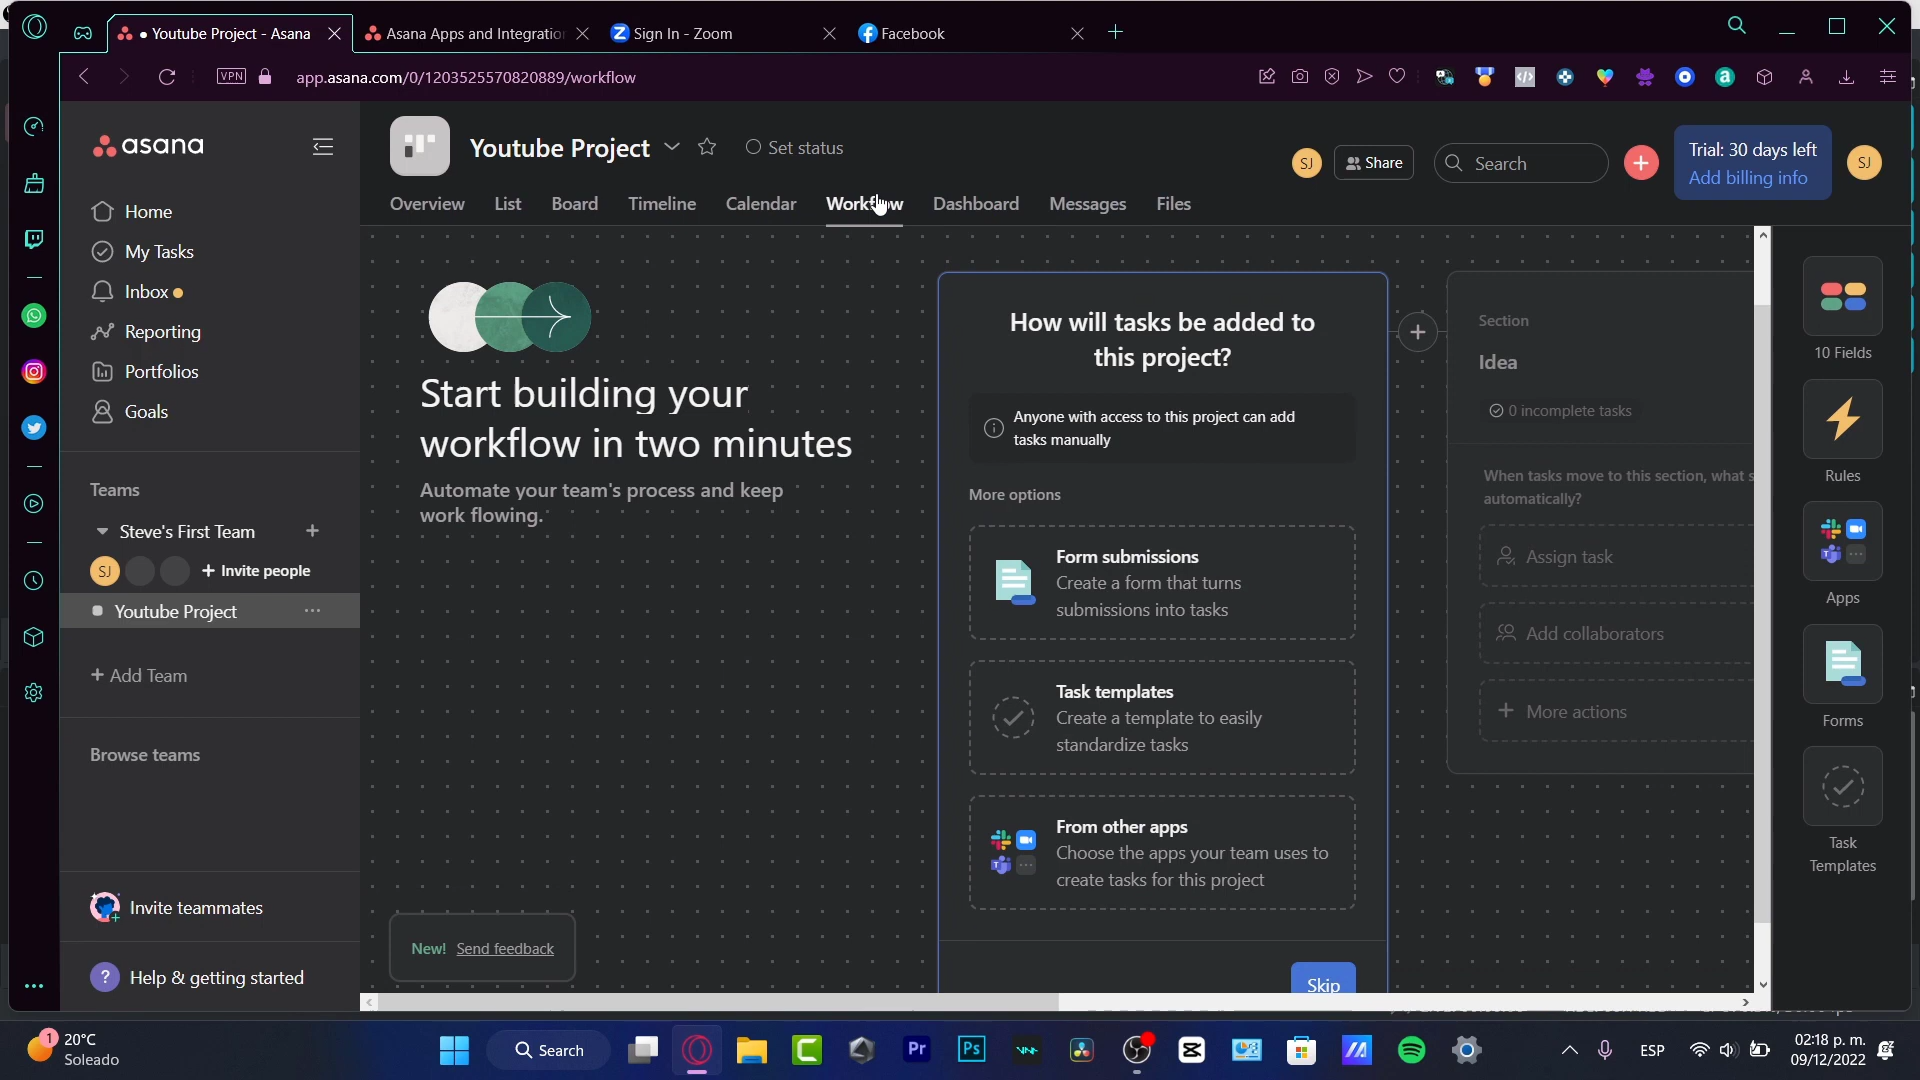 Youtube Project - Asana
Asana Apps and Integration
Sign In - Zoom
Facebook
VPN
app.asana.com/0/1203525570820889/workflow
asana
Youtube Project
Set status
SJ
Share
Search
Trial: 30 days left
Add billing info
SJ
Overview
List
Board
Timeline
Calendar
Workflow
Dashboard
Messages
Files
Home
My Tasks
Inbox
Reporting
Portfolios
Goals
Teams
Steve's First Team
SJ
+ Invite people
Youtube Project
+ Add Team
Browse teams
Invite teammates
? Help & getting started
Start building your
workflow in two minutes
Automate your team's process and keep
work flowing.
New! Send feedback
How will tasks be added to
this project?
Anyone with access to this project can add
tasks manually
More options
Form submissions
Create a form that turns
submissions into tasks
Task templates
Create a template to easily
standardize tasks
From other apps
Choose the apps your team uses to
create tasks for this project
Skip
Section
Idea
0 incomplete tasks
When tasks move to this section, what s
automatically?
Assign task
Add collaborators
+ More actions
10 Fields
Rules
Apps
Forms
Task
Templates
1
20°C
Soleado
Search
Pr
Ps
ESP
02:18 p. m.
09/12/2022